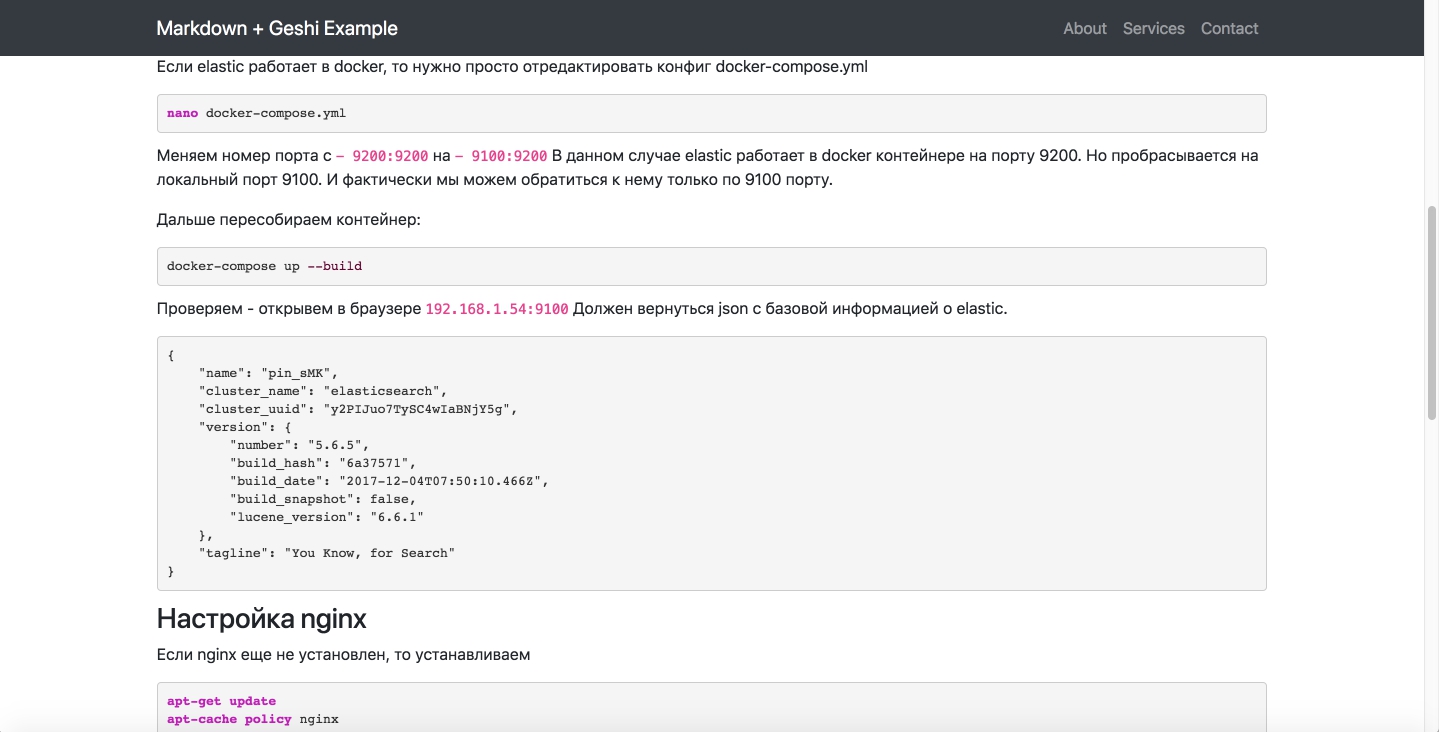 Markdown + Geshi Example
About Services Contact
Если elastic работает в docker, то нужно просто отредактировать конфиг docker-compose.yml
nano docker-compose.yml
Меняем номер порта с - 9200:9200 на - 9100:9200 В данном случае elastic работает в docker контейнере на порту 9200. Но пробрасывается на
локальный порт 9100. И фактически мы можем обратиться к нему только по 9100 порту.
Дальше пересобираем контейнер:
docker-compose up --build
Проверяем - открывем в браузере 192.168.1.54:9100 Должен вернуться json с базовой информацией о elastic.
{
    "name": "pin_sMK",
    "cluster_name": "elasticsearch",
    "cluster_uuid": "y2PIJuo7TySC4wIaBNjY5g",
    "version": {
        "number": "5.6.5",
        "build_hash": "6a37571",
        "build_date": "2017-12-04T07:50:10.466Z",
        "build_snapshot": false,
        "lucene_version": "6.6.1"
    },
    "tagline": "You Know, for Search"
}
Настройка nginx
Если nginx еще не установлен, то устанавливаем
apt-get update
apt-cache policy nginx